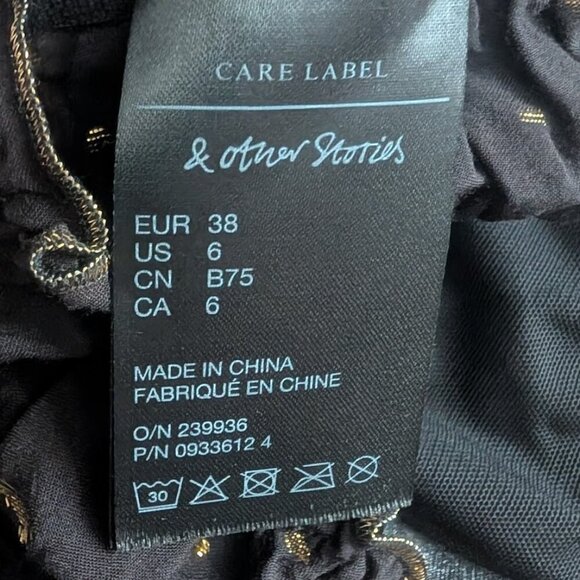 CARE LABEL
& other Stories
EUR 38
US 6
CN B75
CA 6
MADE IN CHINA
FABRIQUÉ EN CHINE
O/N 239936
P/N 0933612 4
30